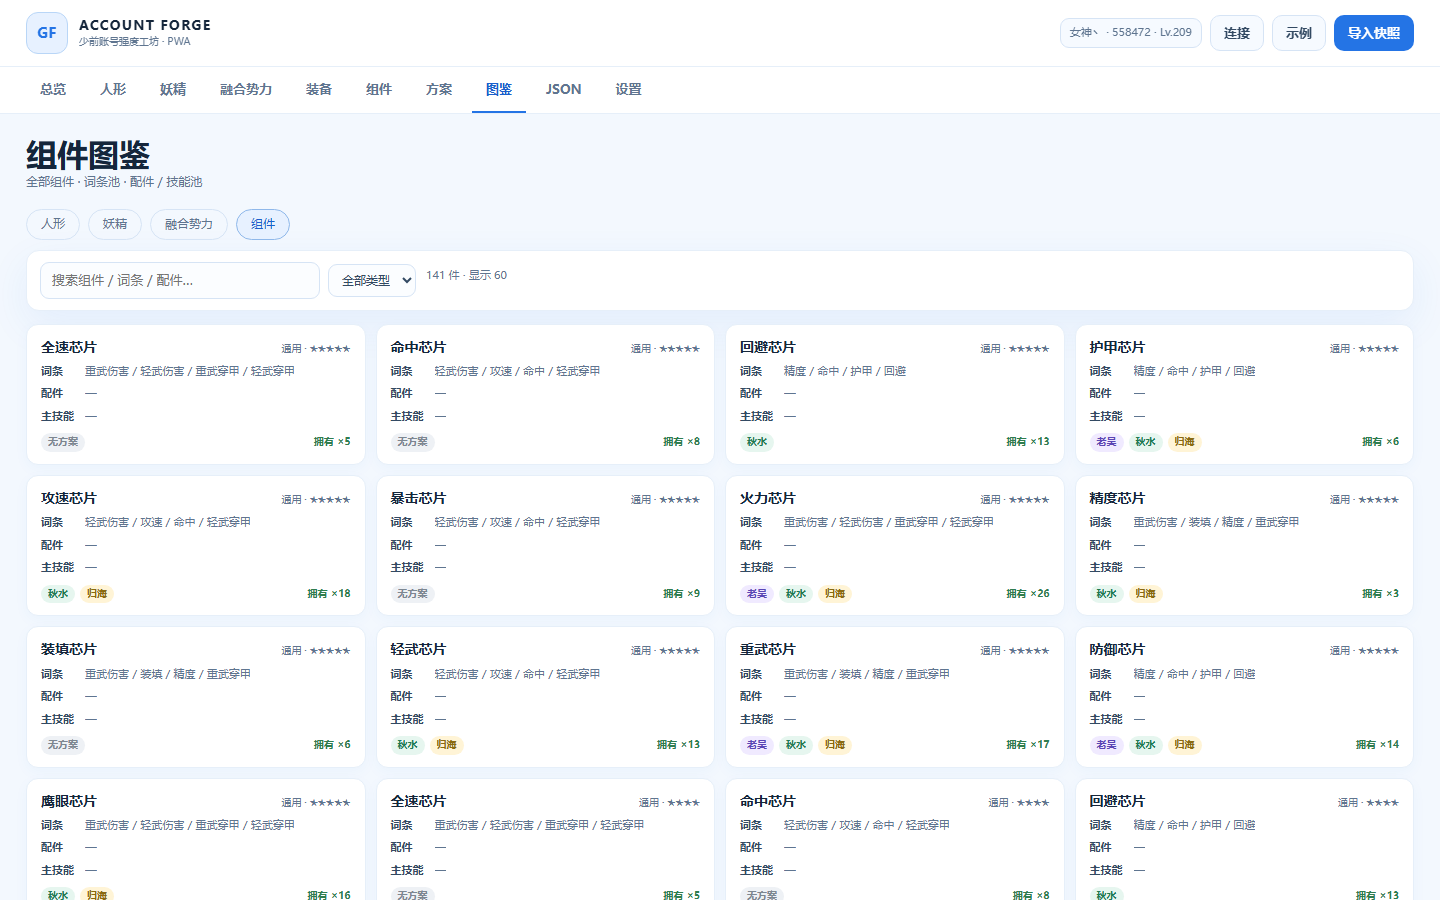 GF
ACCOUNT FORGE
少前账号强度工坊 · PWA
女神丶 · 558472 · Lv.209
连接
示例
导入快照
总览
人形
妖精
融合势力
装备
组件
方案
图鉴
JSON
设置
组件图鉴
全部组件 · 词条池 · 配件 / 技能池
人形
妖精
融合势力
组件
搜索组件 / 词条 / 配件...
全部类型
141 件 · 显示 60
全速芯片
通用 · ★★★★★
词条 重武伤害 / 轻武伤害 / 重武穿甲 / 轻武穿甲
配件 —
主技能 —
无方案
拥有 ×5
命中芯片
通用 · ★★★★★
词条 轻武伤害 / 攻速 / 命中 / 轻武穿甲
配件 —
主技能 —
无方案
拥有 ×8
回避芯片
通用 · ★★★★★
词条 精度 / 命中 / 护甲 / 回避
配件 —
主技能 —
秋水
拥有 ×13
护甲芯片
通用 · ★★★★★
词条 精度 / 命中 / 护甲 / 回避
配件 —
主技能 —
老吴 秋水 归海
拥有 ×6
攻速芯片
通用 · ★★★★★
词条 轻武伤害 / 攻速 / 命中 / 轻武穿甲
配件 —
主技能 —
秋水 归海
拥有 ×18
暴击芯片
通用 · ★★★★★
词条 轻武伤害 / 攻速 / 命中 / 轻武穿甲
配件 —
主技能 —
无方案
拥有 ×9
火力芯片
通用 · ★★★★★
词条 重武伤害 / 轻武伤害 / 重武穿甲 / 轻武穿甲
配件 —
主技能 —
老吴 秋水 归海
拥有 ×26
精度芯片
通用 · ★★★★★
词条 重武伤害 / 装填 / 精度 / 重武穿甲
配件 —
主技能 —
秋水 归海
拥有 ×3
装填芯片
通用 · ★★★★★
词条 重武伤害 / 装填 / 精度 / 重武穿甲
配件 —
主技能 —
无方案
拥有 ×6
轻武芯片
通用 · ★★★★★
词条 轻武伤害 / 攻速 / 命中 / 轻武穿甲
配件 —
主技能 —
秋水 归海
拥有 ×13
重武芯片
通用 · ★★★★★
词条 重武伤害 / 装填 / 精度 / 重武穿甲
配件 —
主技能 —
老吴 秋水 归海
拥有 ×17
防御芯片
通用 · ★★★★★
词条 精度 / 命中 / 护甲 / 回避
配件 —
主技能 —
老吴 秋水 归海
拥有 ×14
鹰眼芯片
通用 · ★★★★★
词条 重武伤害 / 轻武伤害 / 重武穿甲 / 轻武穿甲
配件 —
主技能 —
秋水 归海
拥有 ×16
全速芯片
通用 · ★★★★
词条 重武伤害 / 轻武伤害 / 重武穿甲 / 轻武穿甲
配件 —
主技能 —
无方案
拥有 ×5
命中芯片
通用 · ★★★★
词条 轻武伤害 / 攻速 / 命中 / 轻武穿甲
配件 —
主技能 —
无方案
拥有 ×8
回避芯片
通用 · ★★★★
词条 精度 / 命中 / 护甲 / 回避
配件 —
主技能 —
秋水
拥有 ×13